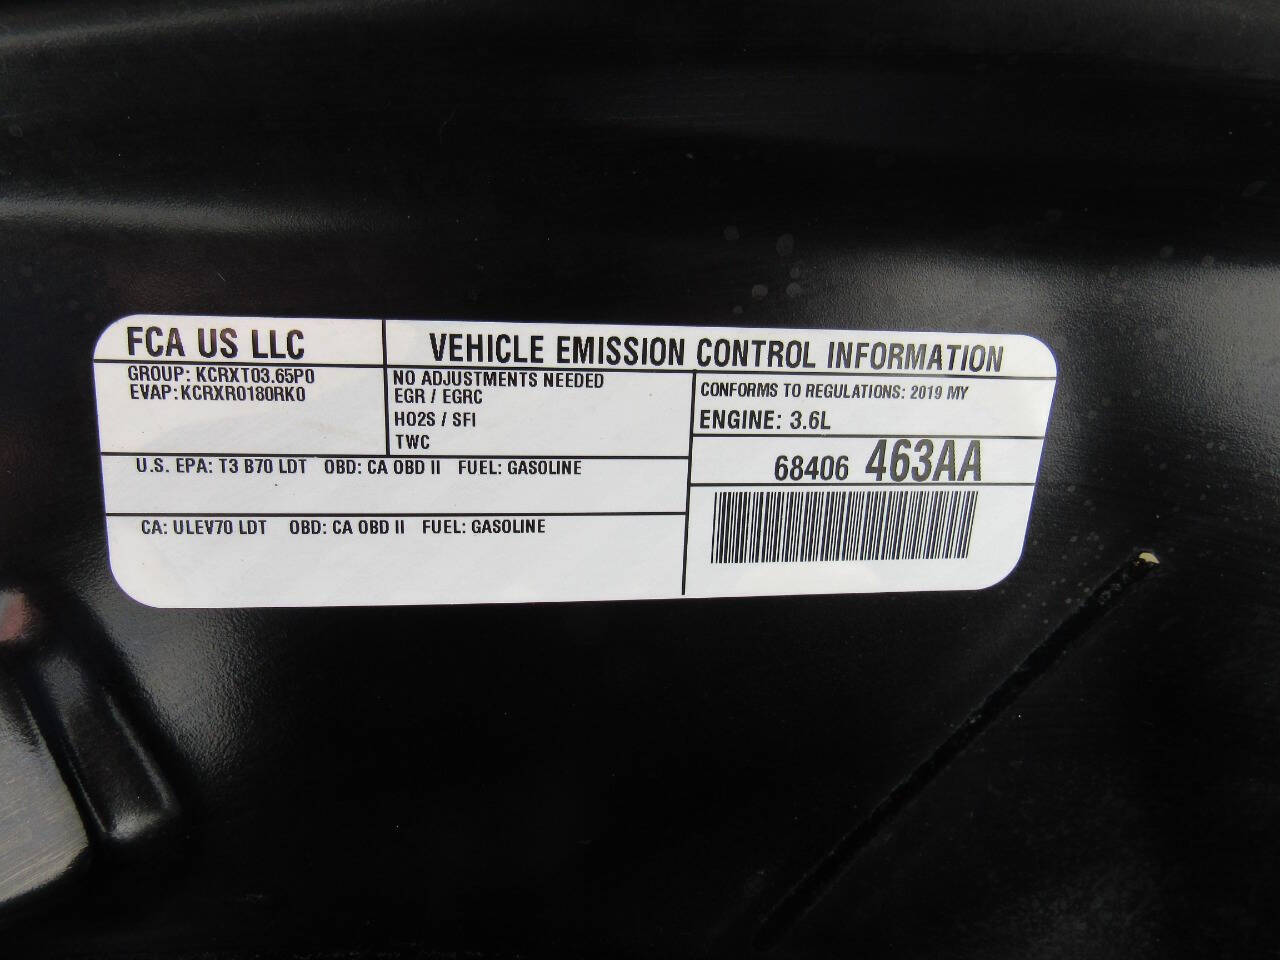 FCA US LLC
VEHICLE EMISSION CONTROL INFORMATION
GROUP: KCRXT03.65P0
EVAP: KCRXR0180RK0
NO ADJUSTMENTS NEEDED
EGR / EGRC
HO2S / SFI
TWC
CONFORMS TO REGULATIONS: 2019 MY
ENGINE: 3.6L
68406 463AA
U.S. EPA: T3 B70 LDT OBD: CA OBD II FUEL: GASOLINE
CA: ULEV70 LDT OBD: CA OBD II FUEL: GASOLINE